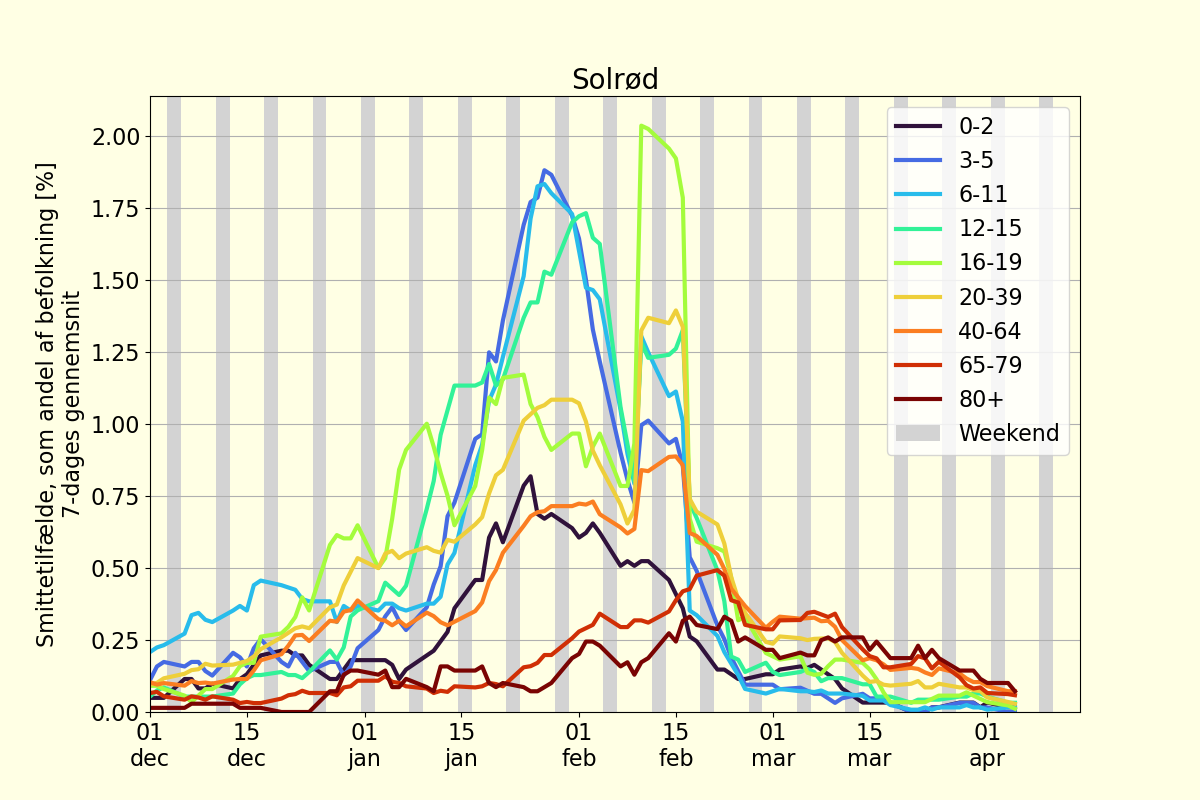 Solrød
Smittetilfælde, som andel af befolkning [%]
7-dages gennemsnit
2.00
1.75
1.50
1.25
1.00
0.75
0.50
0.25
0.00
01
dec
15
dec
01
jan
15
jan
01
feb
15
feb
01
mar
15
mar
01
apr
0-2
3-5
6-11
12-15
16-19
20-39
40-64
65-79
80+
Weekend